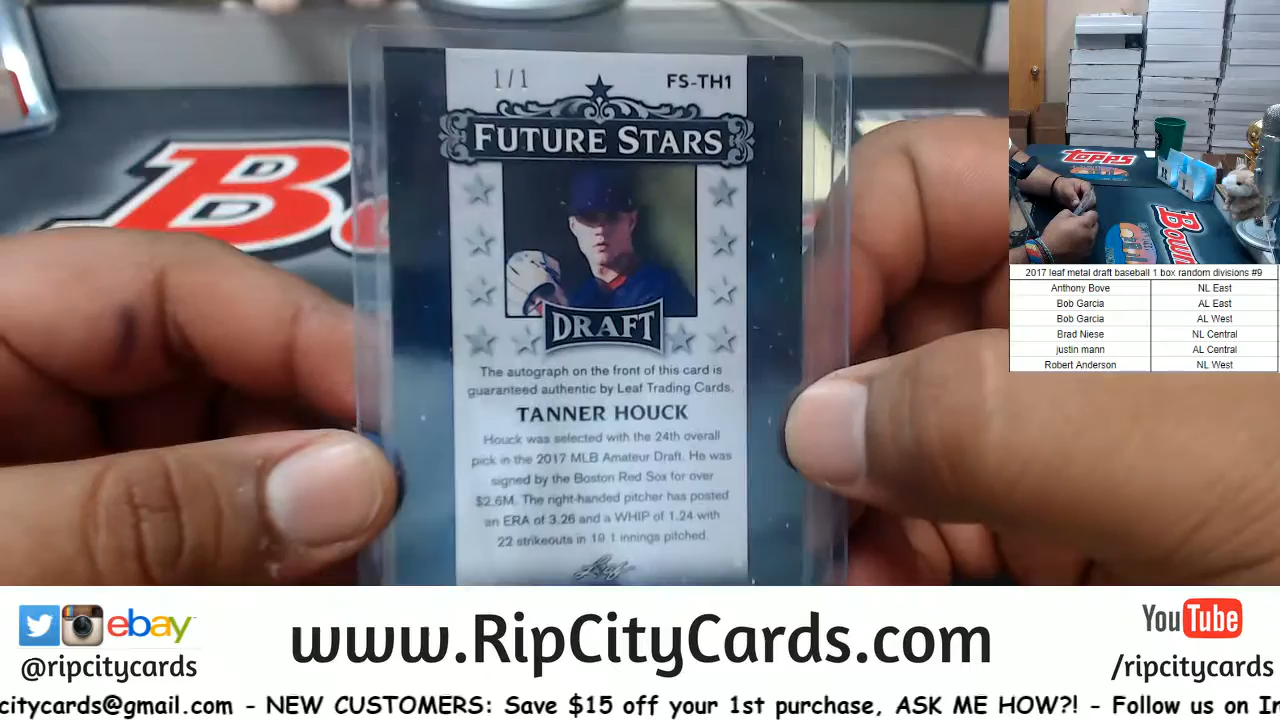 1/1
FS-TH1
FUTURE STARS
DRAFT
The autograph on the front of this card is
guaranteed authentic by Leaf Trading Cards.
TANNER HOUCK
Houck was selected with the 24th overall
pick in the 2017 MLB Amateur Draft. He was
signed by the Boston Red Sox for over
$2.6M. The right-handed pitcher has posted
an ERA of 3.26 and a WHIP of 1.24 with
22 strikeouts in 19.1 innings pitched.
Leaf
Bo
TOPPS
Bowm
2017 leaf metal draft baseball 1 box random divisions #9
Anthony Bove NL East
Bob Garcia AL East
Bob Garcia AL West
Brad Niese NL Central
justin mann AL Central
Robert Anderson NL West
ebay
@ripcitycards
www.RipCityCards.com
YouTube
/ripcitycards
citycards@gmail.com - NEW CUSTOMERS: Save $15 off your 1st purchase, ASK ME HOW?! - Follow us on In